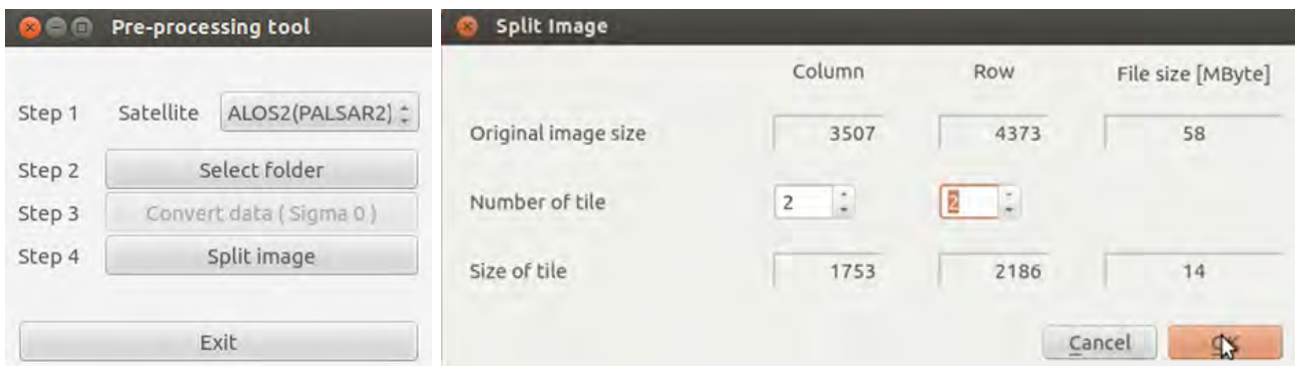 Pre-processing tool
Step 1 Satellite ALOS2(PALSAR2)
Step 2 Select folder
Step 3 Convert data ( Sigma 0 )
Step 4 Split image
Exit
Split Image
Column Row File size [MByte]
Original image size 3507 4373 58
Number of tile 2 2
Size of tile 1753 2186 14
Cancel